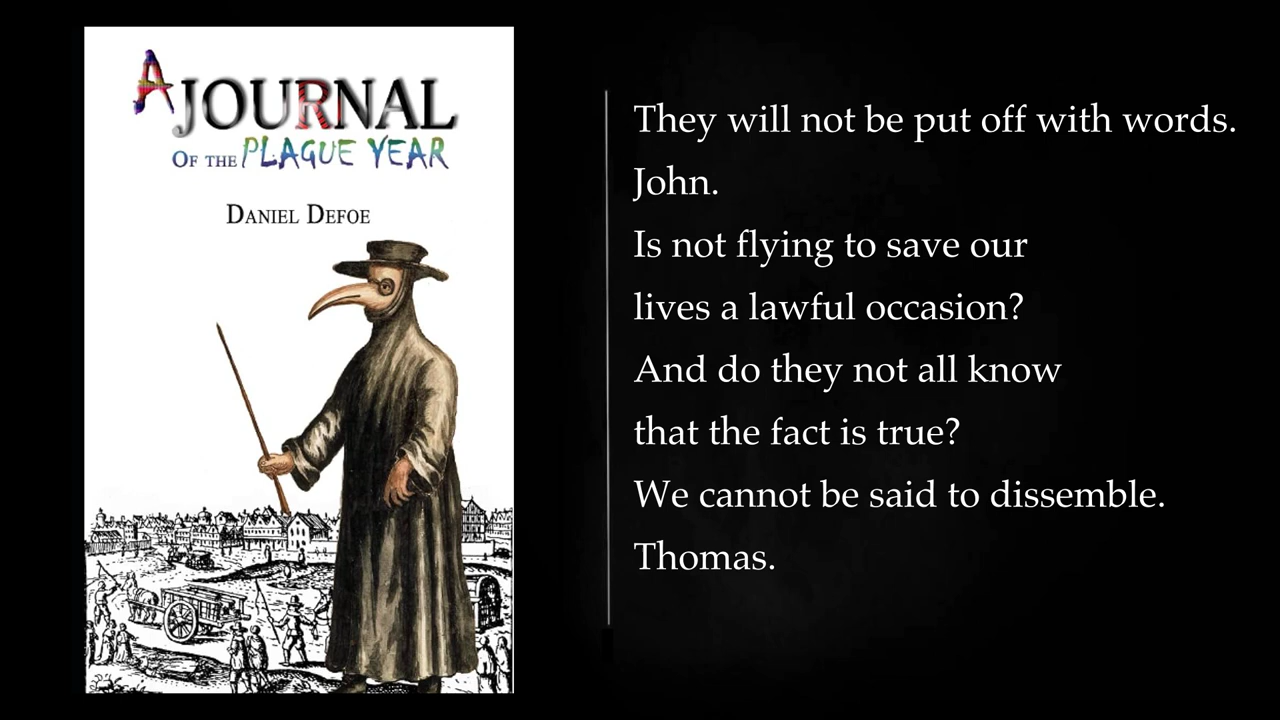 A JOURNAL
OF THE PLAGUE YEAR
DANIEL DEFOE
They will not be put off with words.
John.
Is not flying to save our
lives a lawful occasion?
And do they not all know
that the fact is true?
We cannot be said to dissemble.
Thomas.